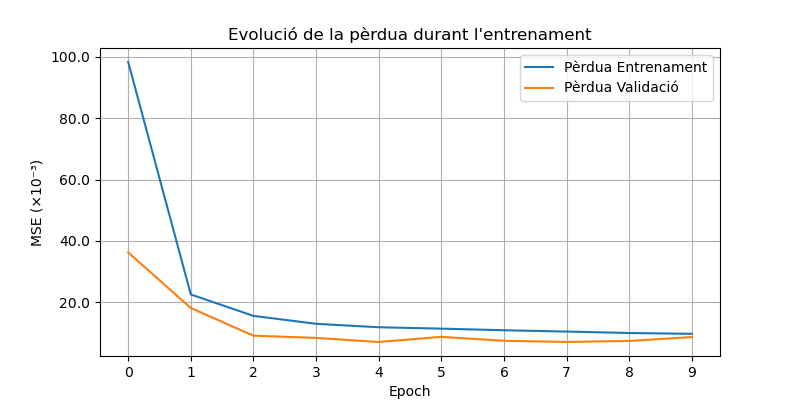 Evolució de la pèrdua durant l'entrenament
Pèrdua Entrenament
Pèrdua Validació
MSE (×10⁻³)
100.0
80.0
60.0
40.0
20.0
0 1 2 3 4 5 6 7 8 9
Epoch